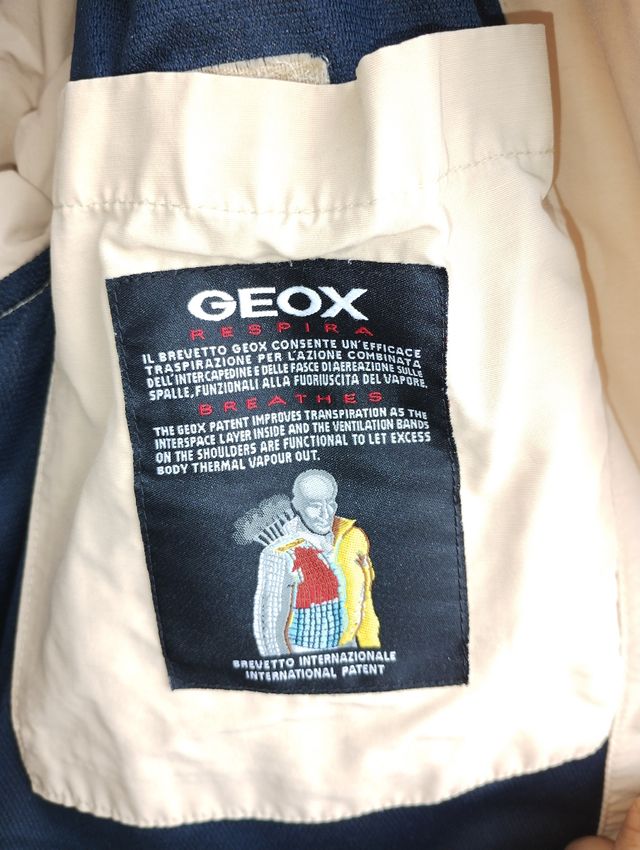 GEOX
RESPIRA
IL BREVETTO GEOX CONSENTE UN'EFFICACE
TRASPIRAZIONE PER L'AZIONE COMBINATA
DELL'INTERCAPEDINE E DELLE FASCE DI AEREAZIONE SULLE
SPALLE, FUNZIONALI ALLA FUORIUSCITA DEL VAPORE.
BREATHES
THE GEOX PATENT IMPROVES TRANSPIRATION AS THE
INTERSPACE LAYER INSIDE AND THE VENTILATION BANDS
ON THE SHOULDERS ARE FUNCTIONAL TO LET EXCESS
BODY THERMAL VAPOUR OUT.
BREVETTO INTERNAZIONALE
INTERNATIONAL PATENT